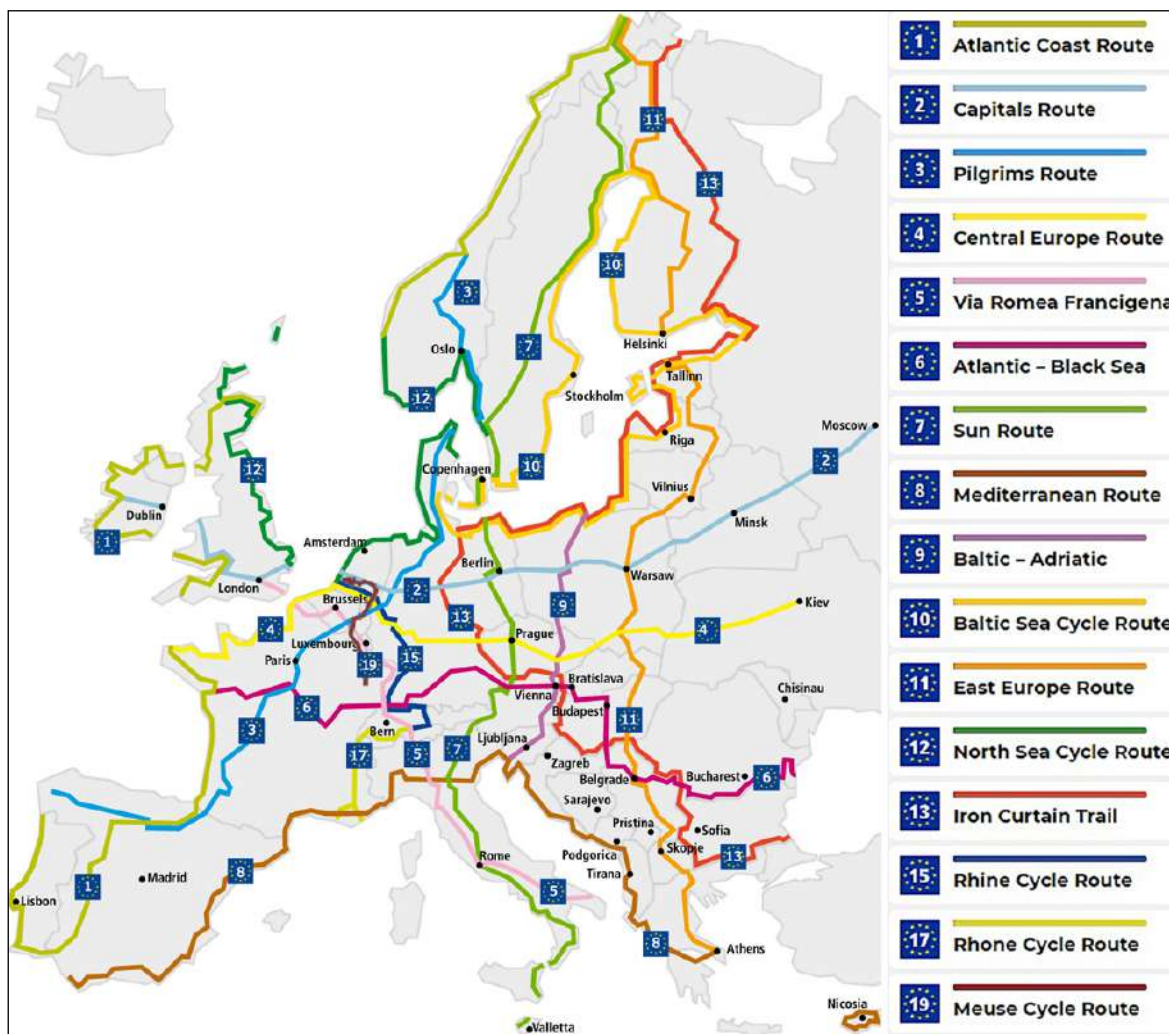 11
13
10
3
7
Helsinki
Oslo
Tallinn
Stockholm
12
Moscow
Riga
2
12
Copenhagen
10
Vilnius
Dublin
Minsk
1
Amsterdam
Berlin
Warsaw
London
2
Brussels
9
Kiev
13
4
4
Luxembourg
Prague
Paris
19
15
Bratislava
Vienna
Chisinau
6
Budapest
3
Bern
11
5
7
Ljubljana
17
Zagreb
Belgrade
Bucharest
6
Sarajevo
Pristina
Sofia
Podgorica
Skopje
13
Rome
8
Madrid
1
Tirana
Lisbon
5
8
Athens
Nicosia
Valletta
1
Atlantic Coast Route
2
Capitals Route
3
Pilgrims Route
4
Central Europe Route
5
Via Romea Francigena
6
Atlantic – Black Sea
7
Sun Route
8
Mediterranean Route
9
Baltic – Adriatic
10
Baltic Sea Cycle Route
11
East Europe Route
12
North Sea Cycle Route
13
Iron Curtain Trail
15
Rhine Cycle Route
17
Rhone Cycle Route
19
Meuse Cycle Route